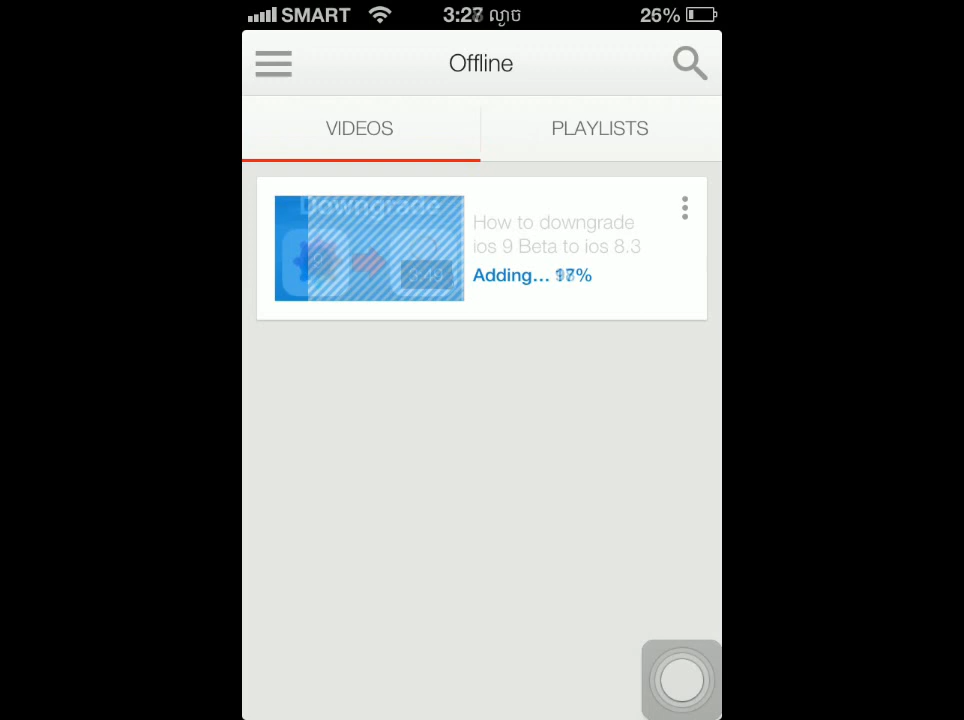 SMART 3:27 ល្ងាច 26%
Offline
VIDEOS PLAYLISTS
Downgrade
How to downgrade
ios 9 Beta to ios 8.3
Adding...